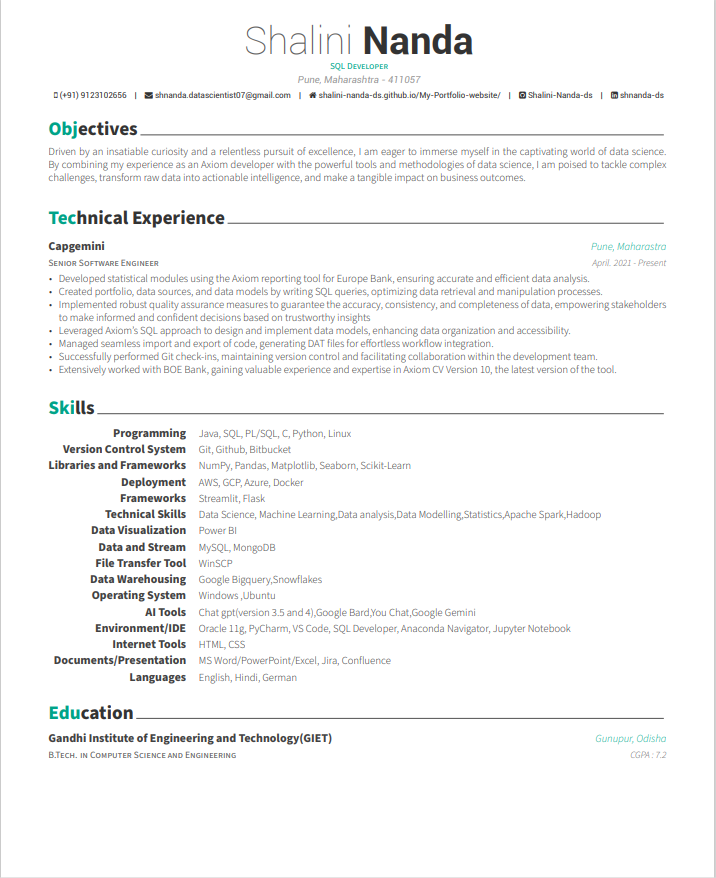 Shalini Nanda
SQL Developer
Pune, Maharashtra - 411057
(+91) 9123102656 | shnanda.datascientist07@gmail.com | shalini-nanda-ds.github.io/My-Portfolio-website/ | Shalini-Nanda-ds | shnanda-ds
Objectives
Driven by an insatiable curiosity and a relentless pursuit of excellence, I am eager to immerse myself in the captivating world of data science.
By combining my experience as an Axiom developer with the powerful tools and methodologies of data science, I am poised to tackle complex
challenges, transform raw data into actionable intelligence, and make a tangible impact on business outcomes.
Technical Experience
Capgemini Pune, Maharastra
Senior Software Engineer April. 2021 - Present
• Developed statistical modules using the Axiom reporting tool for Europe Bank, ensuring accurate and efficient data analysis.
• Created portfolio, data sources, and data models by writing SQL queries, optimizing data retrieval and manipulation processes.
• Implemented robust quality assurance measures to guarantee the accuracy, consistency, and completeness of data, empowering stakeholders
to make informed and confident decisions based on trustworthy insights
• Leveraged Axiom's SQL approach to design and implement data models, enhancing data organization and accessibility.
• Managed seamless import and export of code, generating DAT files for effortless workflow integration.
• Successfully performed Git check-ins, maintaining version control and facilitating collaboration within the development team.
• Extensively worked with BOE Bank, gaining valuable experience and expertise in Axiom CV Version 10, the latest version of the tool.
Skills
Programming Java, SQL, PL/SQL, C, Python, Linux
Version Control System Git, Github, Bitbucket
Libraries and Frameworks NumPy, Pandas, Matplotlib, Seaborn, Scikit-Learn
Deployment AWS, GCP, Azure, Docker
Frameworks Streamlit, Flask
Technical Skills Data Science, Machine Learning,Data analysis,Data Modelling,Statistics,Apache Spark,Hadoop
Data Visualization Power BI
Data and Stream MySQL, MongoDB
File Transfer Tool WinSCP
Data Warehousing Google Bigquery,Snowflakes
Operating System Windows ,Ubuntu
AI Tools Chat gpt(version 3.5 and 4),Google Bard,You Chat,Google Gemini
Environment/IDE Oracle 11g, PyCharm, VS Code, SQL Developer, Anaconda Navigator, Jupyter Notebook
Internet Tools HTML, CSS
Documents/Presentation MS Word/PowerPoint/Excel, Jira, Confluence
Languages English, Hindi, German
Education
Gandhi Institute of Engineering and Technology(GIET) Gunupur, Odisha
B.Tech. in Computer Science and Engineering CGPA : 7.2